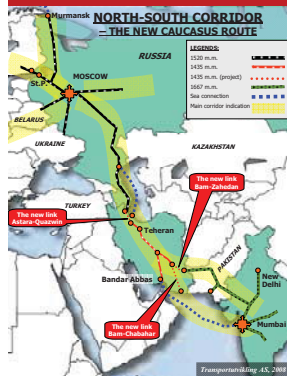 NORTH-SOUTH CORRIDOR
– THE NEW CAUCASUS ROUTE
Murmansk
RUSSIA
LEGENDS:
1520 m.m.
1435 m.m.
1435 m.m. (project)
1667 m.m.
Sea connection
Main corridor indication
St.P.
MOSCOW
BELARUS
UKRAINE
KAZAKHSTAN
The new link
Bam-Zahedan
TURKEY
The new link
Astara-Quazwin
Teheran
PAKISTAN
Bandar Abbas
New
Delhi
The new link
Bam-Chabahar
Mumbai
Transportutvikling AS, 2008